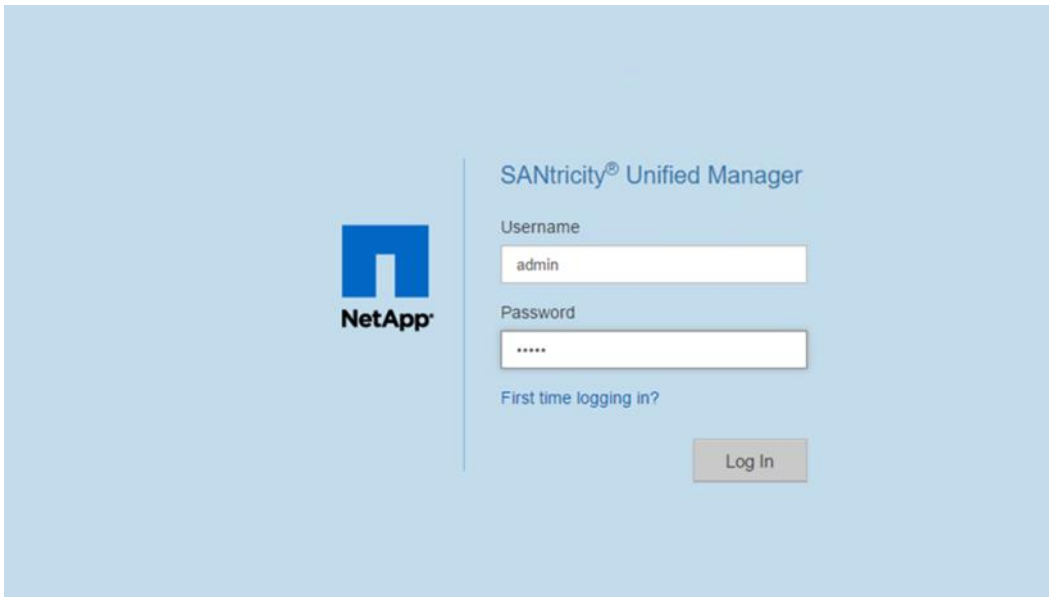 SANtricity® Unified Manager
Username
admin
NetApp®
Password
•••••
First time logging in?
Log In